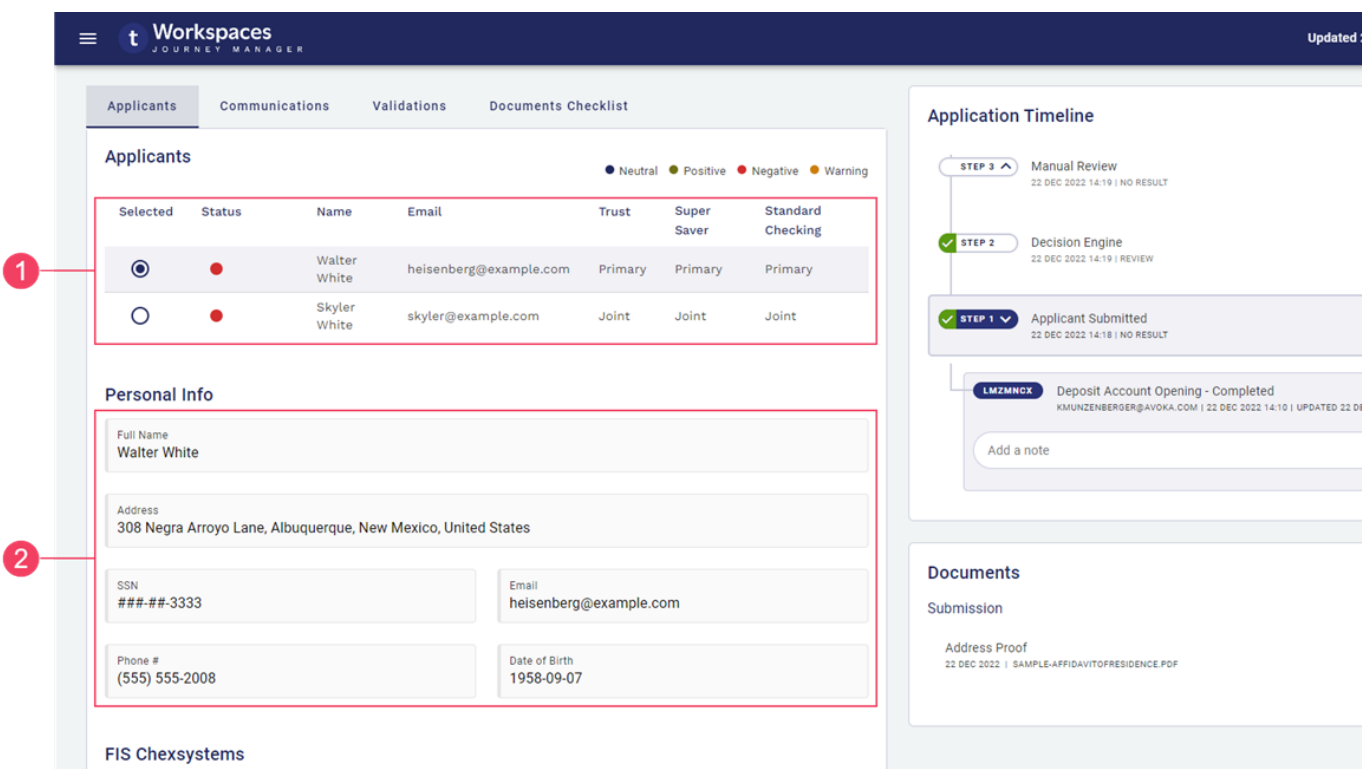 t Workspaces
JOURNEY MANAGER
Updated
Applicants Communications Validations Documents Checklist
Applicants
Neutral Positive Negative Warning
Selected Status Name Email Trust Super Saver Standard Checking
1
Walter White heisenberg@example.com Primary Primary Primary
Skyler White skyler@example.com Joint Joint Joint
Personal Info
2
Full Name
Walter White
Address
308 Negra Arroyo Lane, Albuquerque, New Mexico, United States
SSN
###-##-3333
Email
heisenberg@example.com
Phone #
(555) 555-2008
Date of Birth
1958-09-07
FIS Chexsystems
Application Timeline
STEP 3 Manual Review
22 DEC 2022 14:19 | NO RESULT
STEP 2 Decision Engine
22 DEC 2022 14:19 | REVIEW
STEP 1 Applicant Submitted
22 DEC 2022 14:18 | NO RESULT
LMZMNCX Deposit Account Opening - Completed
KMUNZENBERGER@AVOKA.COM | 22 DEC 2022 14:10 | UPDATED 22
Add a note
Documents
Submission
Address Proof
22 DEC 2022 | SAMPLE-AFFIDAVITOFRESIDENCE.PDF